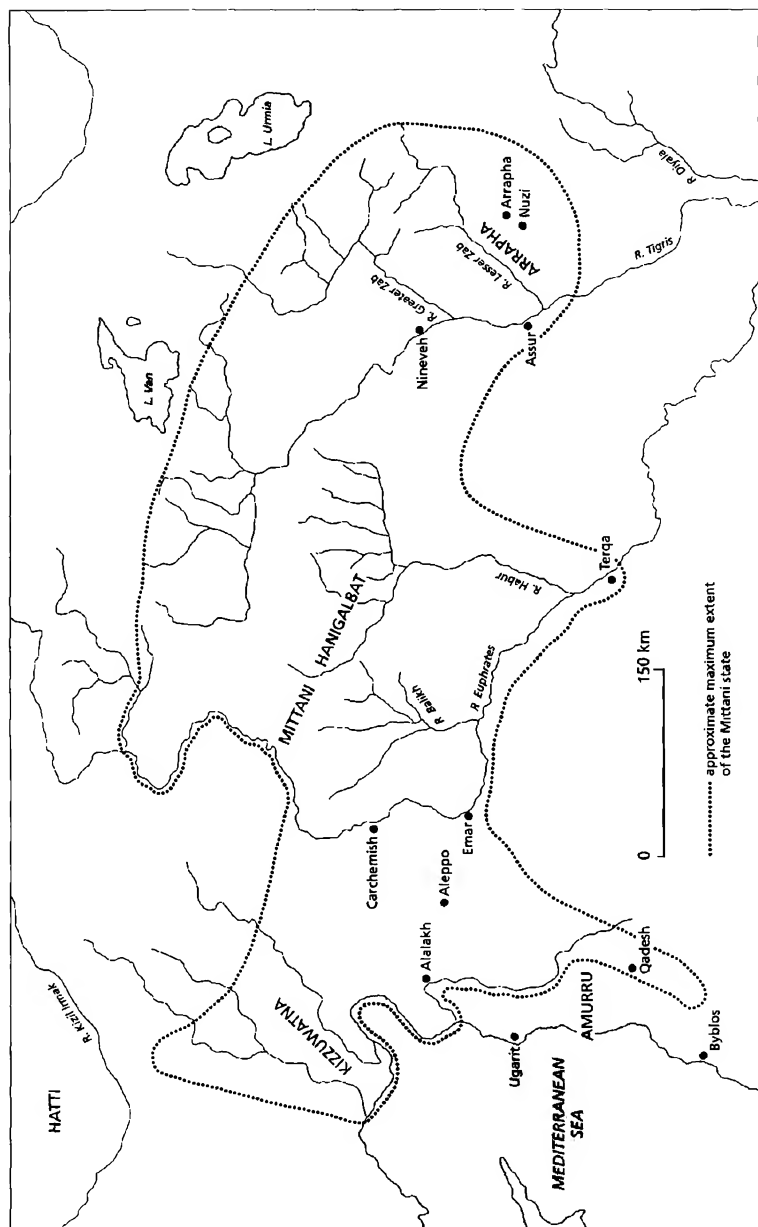 HATTI
R. Kizil Irmak
KIZZUWATNA
L. Van
L. Urmia
MITTANI
HANIGALBAT
R. Greater Zab
R. Lesser Zab
ARRAPHA
Arrapha
Nuzi
Nineveh
Assur
R. Diyala
R. Tigris
Carchemish
R. Balikh
R. Habur
R. Euphrates
Alalakh
Aleppo
Emar
Terqa
Ugarit
AMURRU
Qadesh
Byblos
MEDITERRANEAN
SEA
0
150 km
approximate maximum extent
of the Mittani state